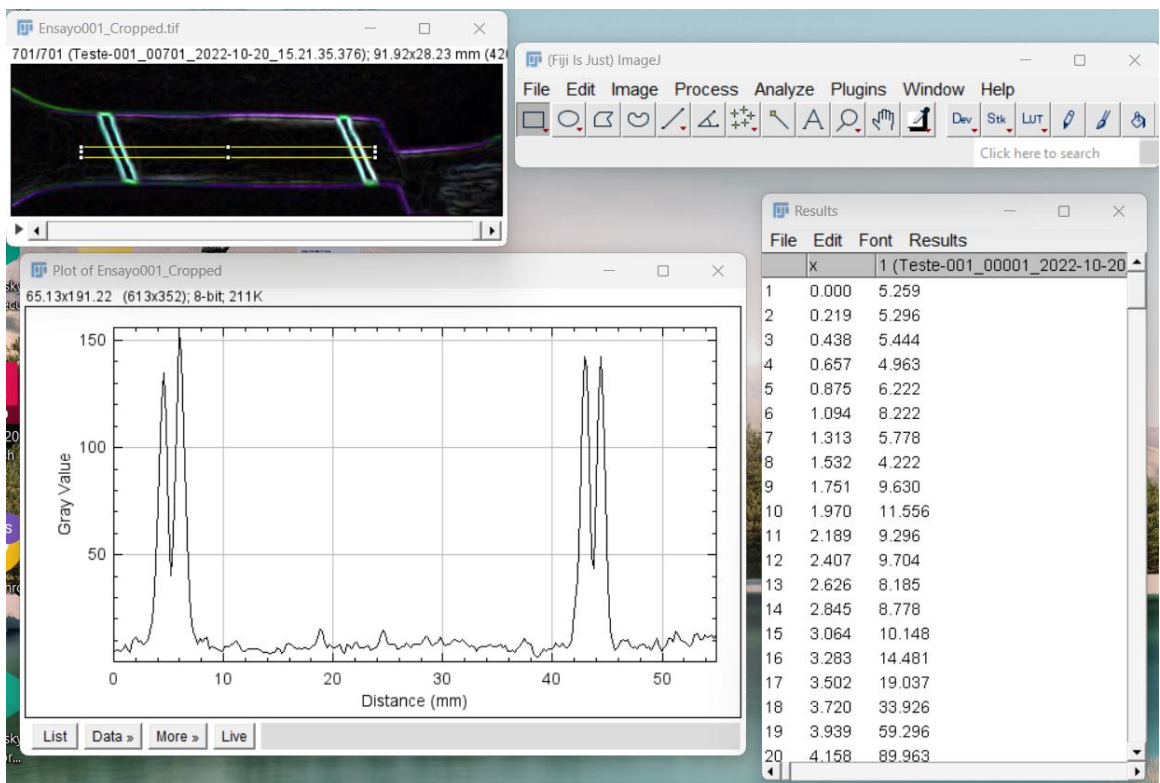 Ensayo001_Cropped.tif
701/701 (Teste-001_00701_2022-10-20_15.21.35.376); 91.92x28.23 mm (420
(Fiji Is Just) ImageJ
File Edit Image Process Analyze Plugins Window Help
Dev Stk LUT
Click here to search
Plot of Ensayo001_Cropped
65.13x191.22 (613x352); 8-bit; 211K
150
100
50
Gray Value
0 10 20 30 40 50
Distance (mm)
List Data » More » Live
Results
File Edit Font Results
x 1 (Teste-001_00001_2022-10-20
1 0.000 5.259
2 0.219 5.296
3 0.438 5.444
4 0.657 4.963
5 0.875 6.222
6 1.094 8.222
7 1.313 5.778
8 1.532 4.222
9 1.751 9.630
10 1.970 11.556
11 2.189 9.296
12 2.407 9.704
13 2.626 8.185
14 2.845 8.778
15 3.064 10.148
16 3.283 14.481
17 3.502 19.037
18 3.720 33.926
19 3.939 59.296
20 4.158 89.963